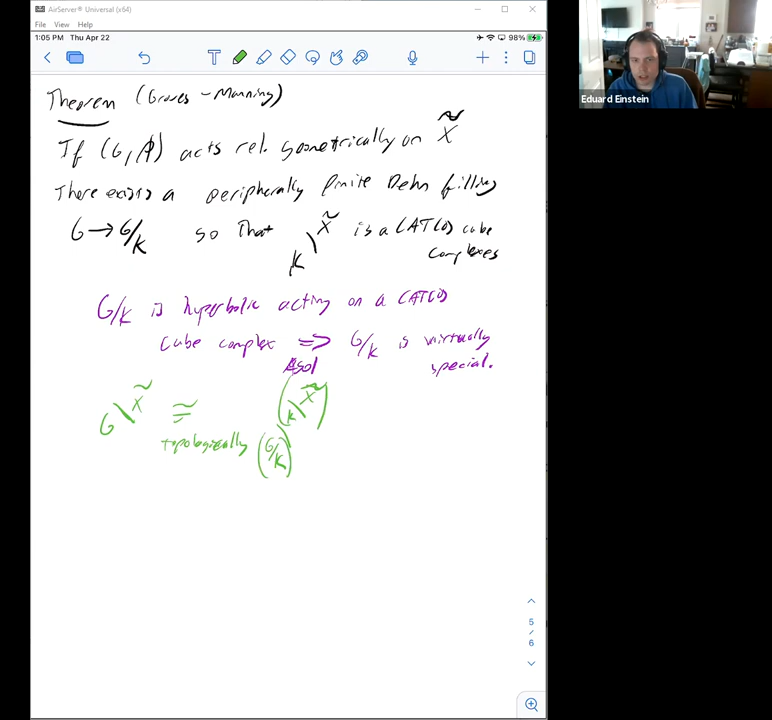 AirServer® Universal (x64)
File View Help
1:05 PM Thu Apr 22
98%
Theorem (Groves - Manning)
If (G, P) acts rel. geometrically on X̃
There exists a peripherally finite Dehn filling
G → G/K so that K\X̃ is a CAT(0) cube
complexes
G/K is hyperbolic acting on a CAT(0)
cube complex ⇒ G/K is virtually
Agol special.
G\X̃ ≅ (K\X̃)
topologically (G/K)
5
/
6
Eduard Einstein